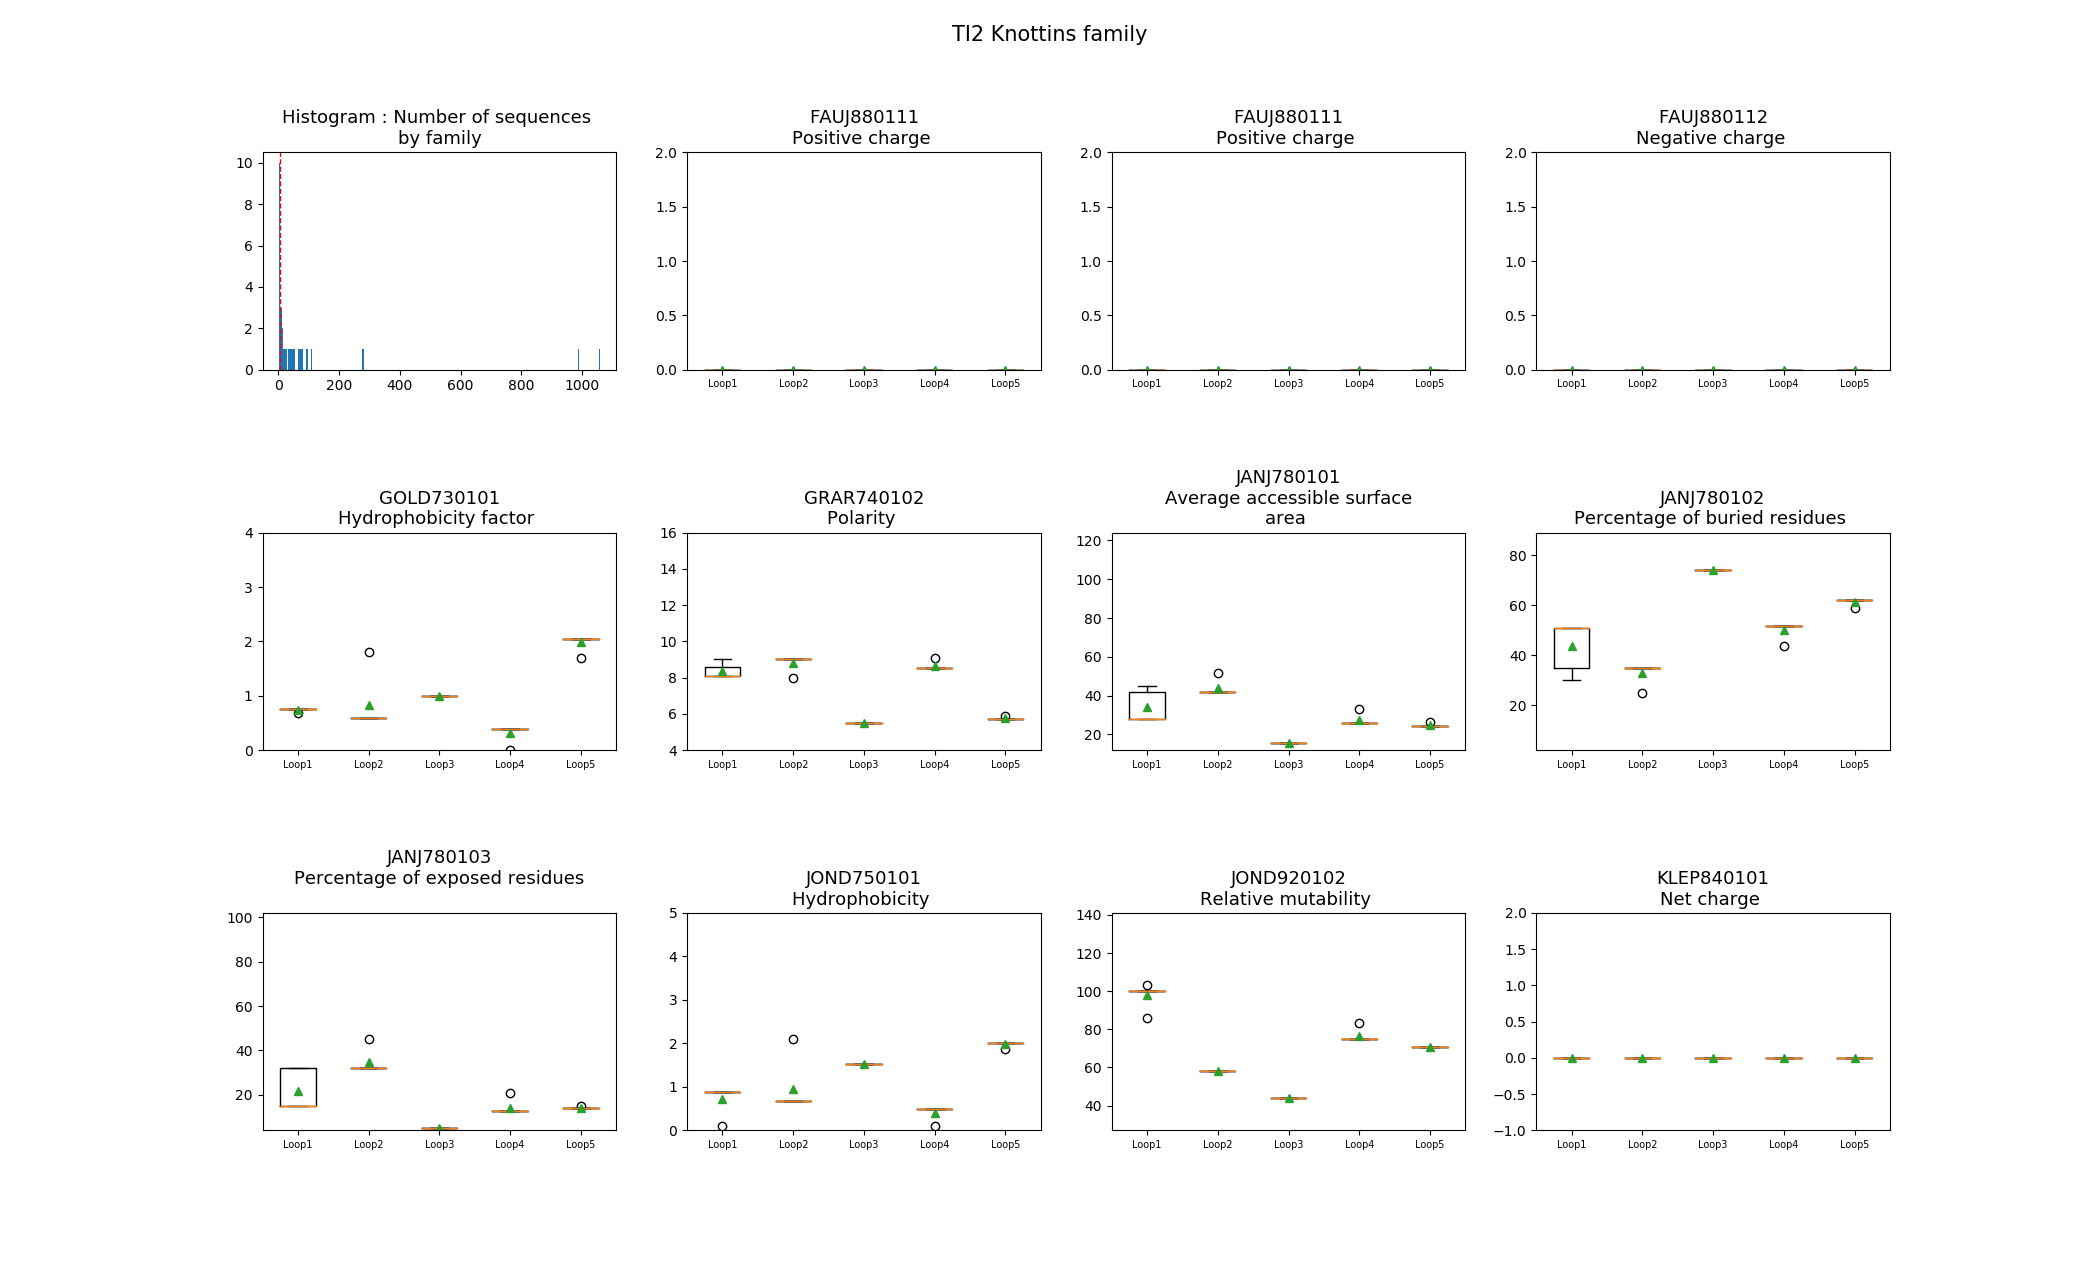 TI2 Knottins family
Histogram : Number of sequences
by family
10
8
6
4
2
0
0 200 400 600 800 1000
FAUJ880111
Positive charge
2.0
1.5
1.0
0.5
0.0
Loop1 Loop2 Loop3 Loop4 Loop5
FAUJ880111
Positive charge
2.0
1.5
1.0
0.5
0.0
Loop1 Loop2 Loop3 Loop4 Loop5
FAUJ880112
Negative charge
2.0
1.5
1.0
0.5
0.0
Loop1 Loop2 Loop3 Loop4 Loop5
GOLD730101
Hydrophobicity factor
4
3
2
1
0
Loop1 Loop2 Loop3 Loop4 Loop5
GRAR740102
Polarity
16
14
12
10
8
6
4
Loop1 Loop2 Loop3 Loop4 Loop5
JANJ780101
Average accessible surface
area
120
100
80
60
40
20
Loop1 Loop2 Loop3 Loop4 Loop5
JANJ780102
Percentage of buried residues
80
60
40
20
Loop1 Loop2 Loop3 Loop4 Loop5
JANJ780103
Percentage of exposed residues
100
80
60
40
20
Loop1 Loop2 Loop3 Loop4 Loop5
JOND750101
Hydrophobicity
5
4
3
2
1
0
Loop1 Loop2 Loop3 Loop4 Loop5
JOND920102
Relative mutability
140
120
100
80
60
40
Loop1 Loop2 Loop3 Loop4 Loop5
KLEP840101
Net charge
2.0
1.5
1.0
0.5
0.0
−0.5
−1.0
Loop1 Loop2 Loop3 Loop4 Loop5